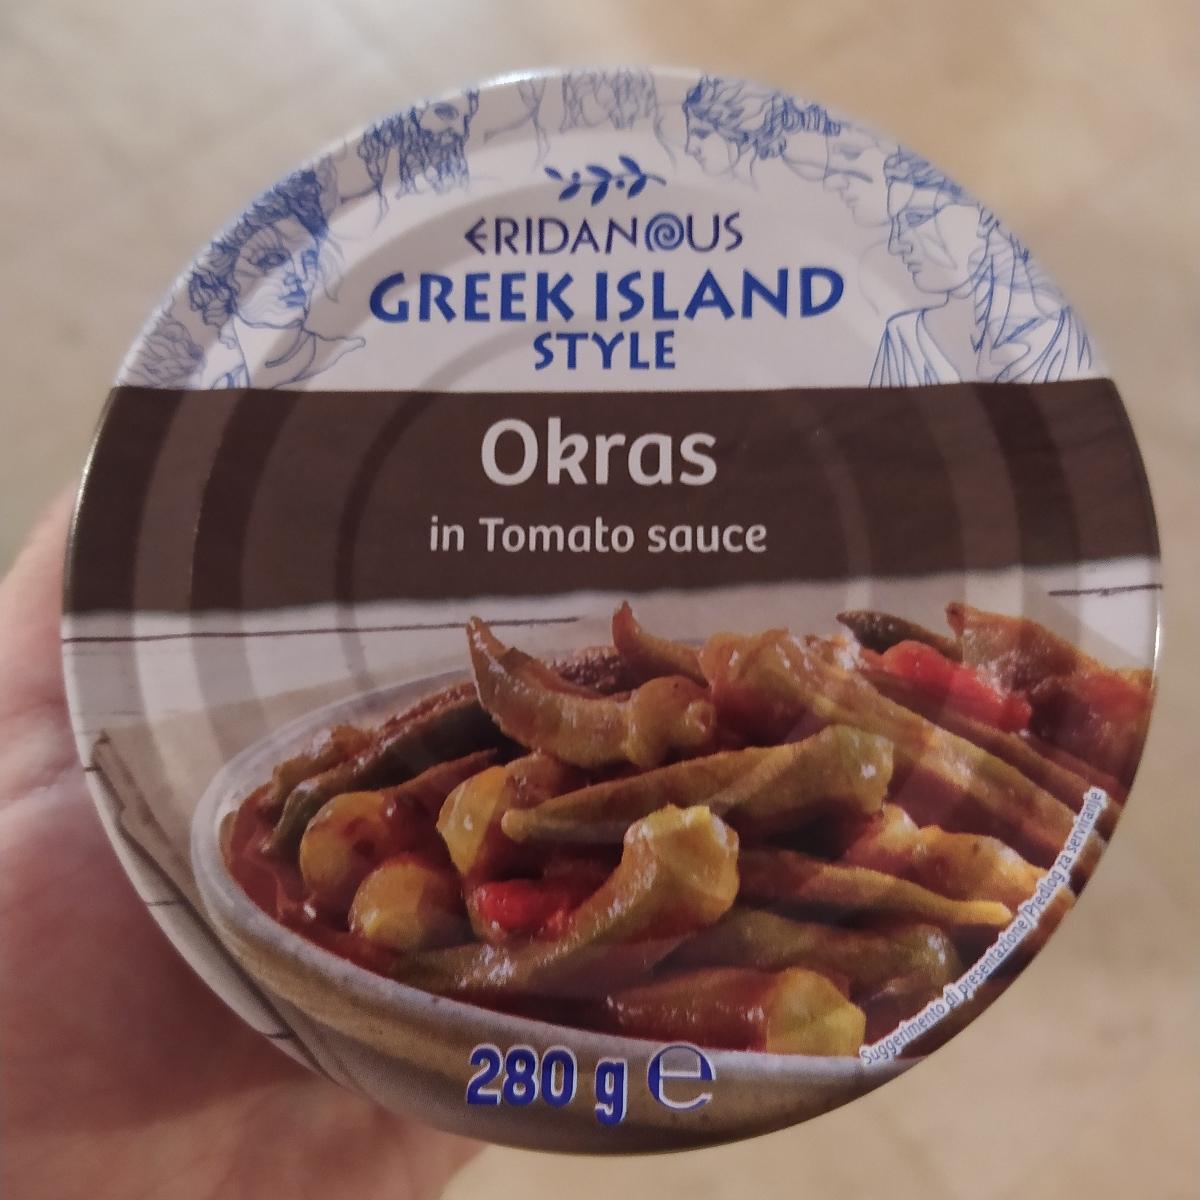 ERIDANOUS
GREEK ISLAND
STYLE
Okras
in Tomato sauce
Suggerimento di presentazione/Predlog za serviranje
280 g ℮